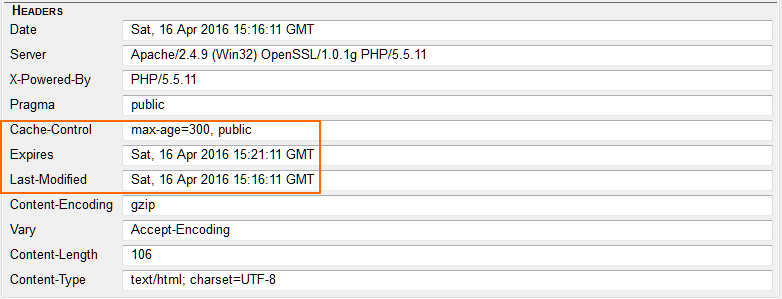 HEADERS
Date Sat, 16 Apr 2016 15:16:11 GMT
Server Apache/2.4.9 (Win32) OpenSSL/1.0.1g PHP/5.5.11
X-Powered-By PHP/5.5.11
Pragma public
Cache-Control max-age=300, public
Expires Sat, 16 Apr 2016 15:21:11 GMT
Last-Modified Sat, 16 Apr 2016 15:16:11 GMT
Content-Encoding gzip
Vary Accept-Encoding
Content-Length 106
Content-Type text/html; charset=UTF-8